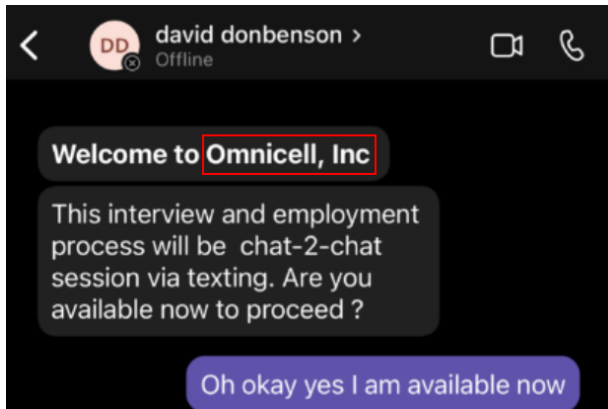 david donbenson >
DD
Offline
Welcome to Omnicell, Inc
This interview and employment
process will be  chat-2-chat
session via texting. Are you
available now to proceed ?
Oh okay yes I am available now